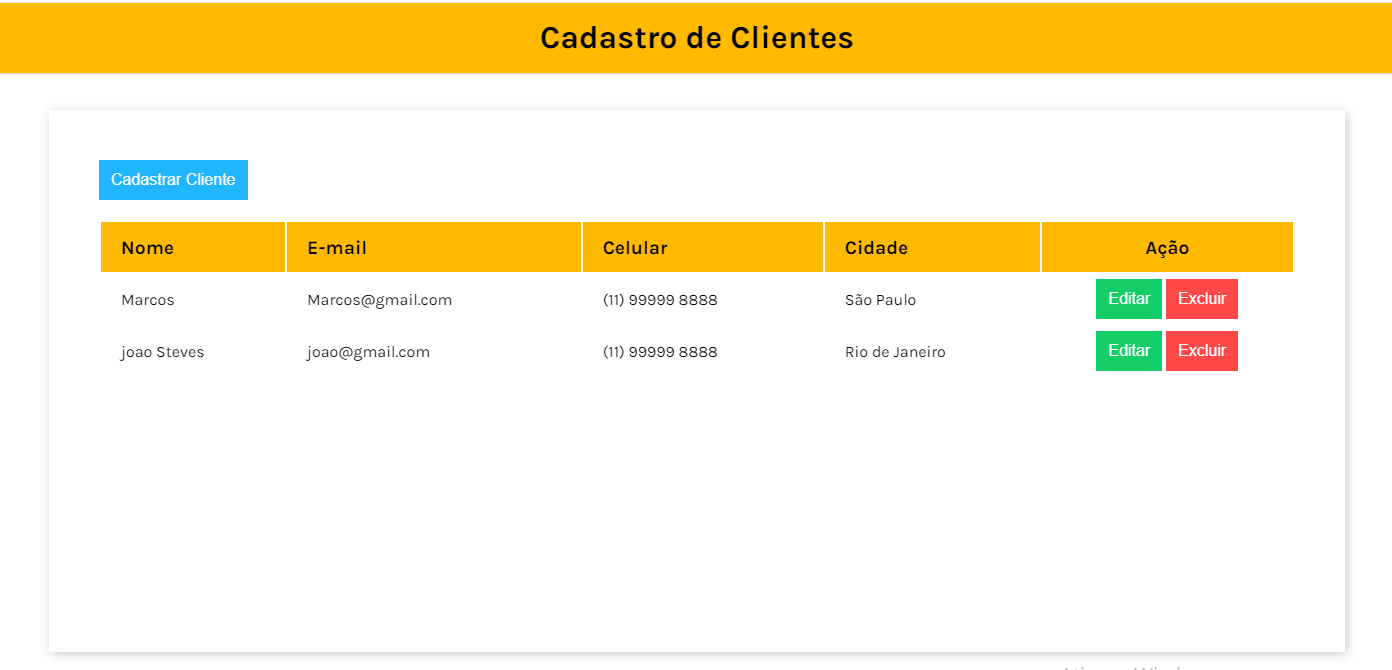 Cadastro de Clientes
Cadastrar Cliente
Nome E-mail Celular Cidade Ação
Marcos Marcos@gmail.com (11) 99999 8888 São Paulo Editar Excluir
joao Steves joao@gmail.com (11) 99999 8888 Rio de Janeiro Editar Excluir